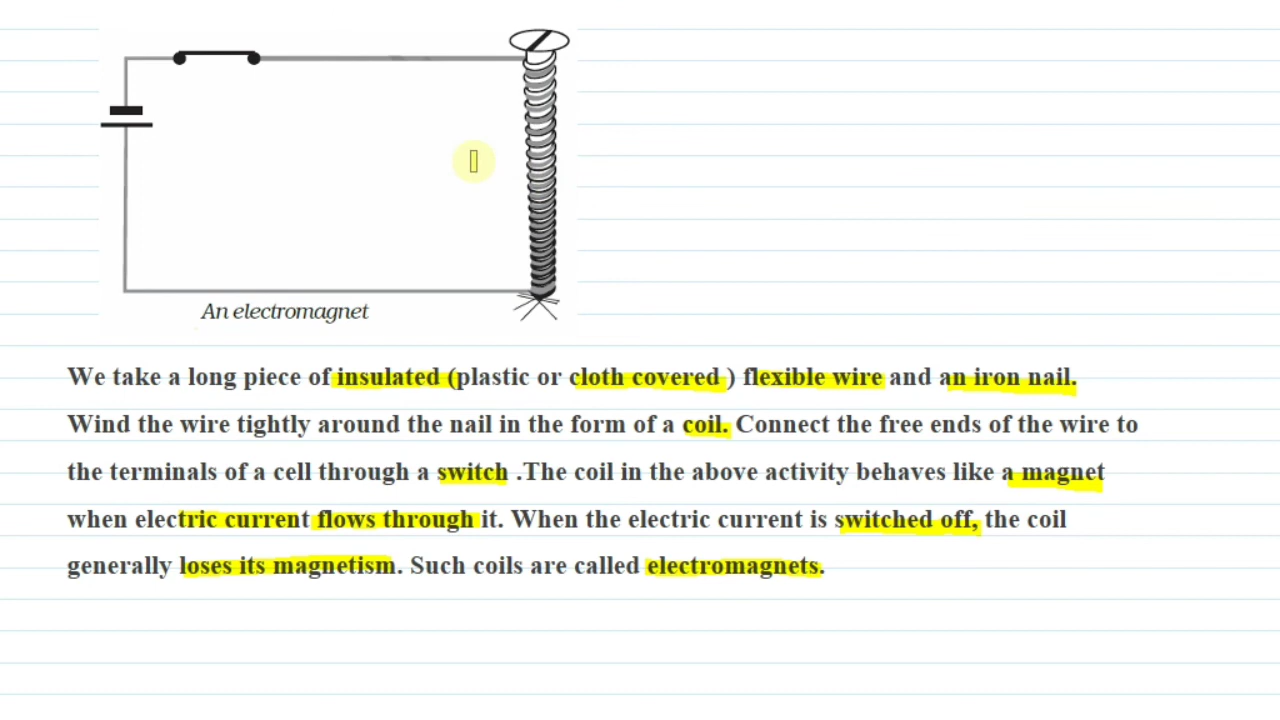 An electromagnet
We take a long piece of insulated (plastic or cloth covered ) flexible wire and an iron nail.
Wind the wire tightly around the nail in the form of a coil. Connect the free ends of the wire to
the terminals of a cell through a switch .The coil in the above activity behaves like a magnet
when electric current flows through it. When the electric current is switched off, the coil
generally loses its magnetism. Such coils are called electromagnets.